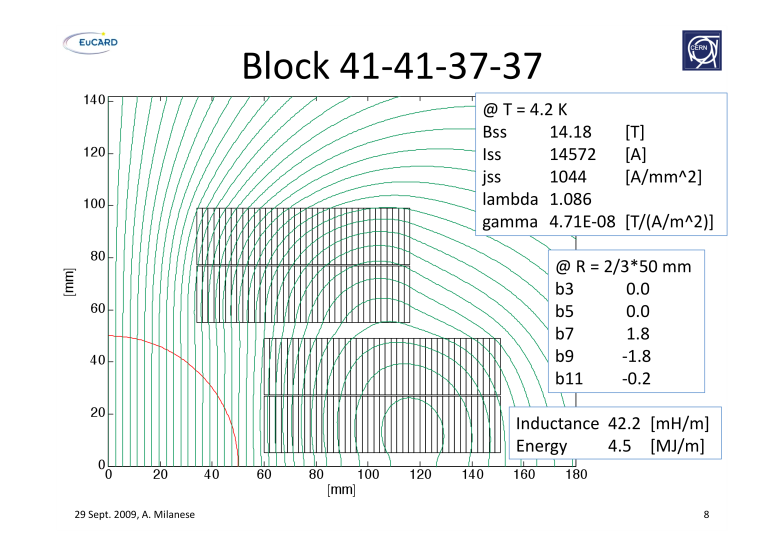 EuCARD
CERN
Block 41-41-37-37
@ T = 4.2 K
Bss 14.18 [T]
Iss 14572 [A]
jss 1044 [A/mm^2]
lambda 1.086
gamma 4.71E-08 [T/(A/m^2)]
@ R = 2/3*50 mm
b3 0.0
b5 0.0
b7 1.8
b9 -1.8
b11 -0.2
Inductance 42.2 [mH/m]
Energy 4.5 [MJ/m]
140
120
100
80
60
40
20
0
[mm]
0 20 40 60 80 100 120 140 160 180
[mm]
29 Sept. 2009, A. Milanese
8